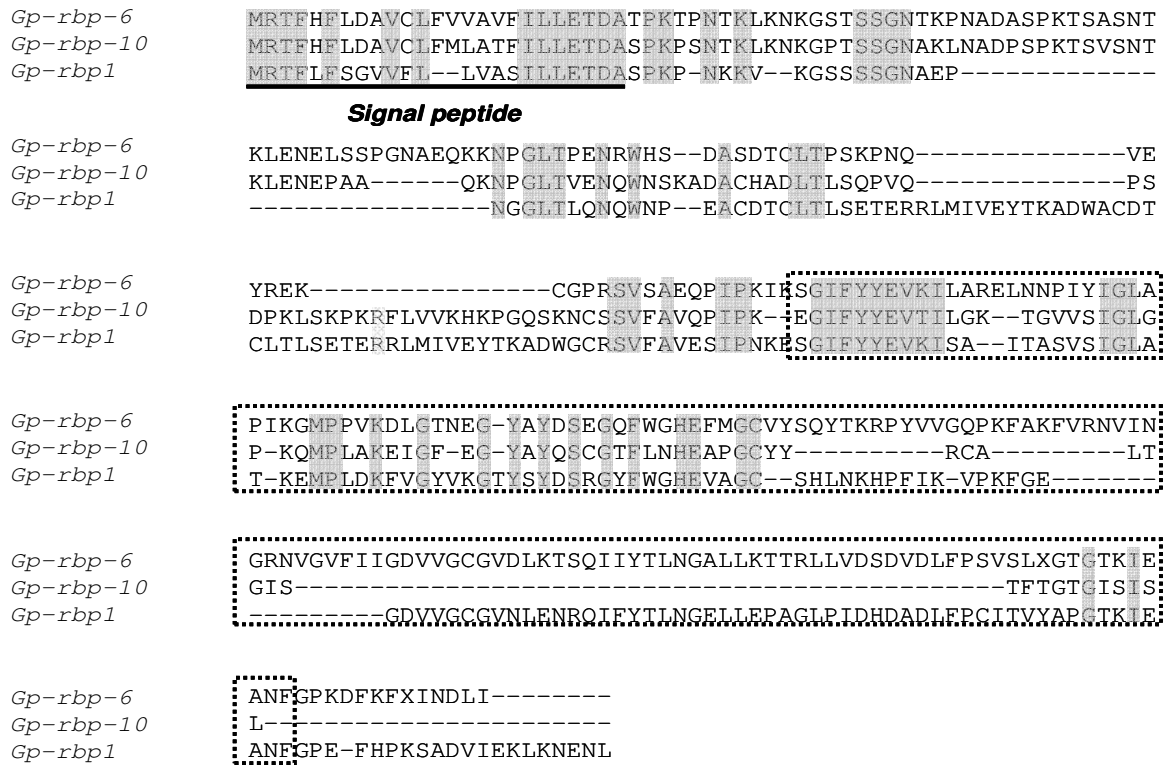 Gp-rbp-6 MRTFHFLDAVCLFVVAVFILLETDATPKTPNTKLKNKGSTSSGNTKPNADASPKTSASNT
Gp-rbp-10 MRTFHFLDAVCLFMLATFILLETDASPKPSNTKLKNKGPTSSGNAKLNADPSPKTSVSNT
Gp-rbp1 MRTFLFSGVVFL--LVASILLETDASPKP-NKKV--KGSSSSGNAEP-------------
Signal peptide
Gp-rbp-6 KLENELSSPGNAEQKKNPGLTPENRWHS--DASDTCLTPSKPNQ--------------VE
Gp-rbp-10 KLENEPAA------QKNPGLTVENQWNSKADACHADLTLSQPVQ--------------PS
Gp-rbp1 ----------------NGGLTLQNQWNP--EACDTCLTLSETERRLMIVEYTKADWACDT
Gp-rbp-6 YREK----------------CGPRSVSAEQPIPKIKSGIFYYEVKILARELNNPIYIGLA
Gp-rbp-10 DPKLSKPKRFLVVKHKPGQSKNCSSVFAVQPIPK--EGIFYYEVTILGK--TGVVSIGLG
Gp-rbp1 CLTLSETERRLMIVEYTKADWGCRSVFAVESIPNKESGIFYYEVKISA--ITASVSIGLA
Gp-rbp-6 PIKGMPPVKDLGTNEG-YAYDSEGQFWGHEFMGCVYSQYTKRPYVVGQPKFAKFVRNVIN
Gp-rbp-10 P-KQMPLAKEIGF-EG-YAYQSCGTFLNHEAPGCYY----------RCA---------LT
Gp-rbp1 T-KEMPLDKFVGYVKGTYSYDSRGYFWGHEVAGC--SHLNKHPFIK-VPKFGE-------
Gp-rbp-6 GRNVGVFIIGDVVGCGVDLKTSQIIYTLNGALLKTTRLLVDSDVDLFPSVSLXGTGTKIE
Gp-rbp-10 GIS-----------------------------------------------TFTGTGISIS
Gp-rbp1 ---------GDVVGCGVNLENRQIFYTLNGELLEPAGLPIDHDADLFPCITVYAPGTKIE
Gp-rbp-6 ANFGPKDFKFXINDLI--------
Gp-rbp-10 L-----------------------
Gp-rbp1 ANFGPE-FHPKSADVIEKLKNENL